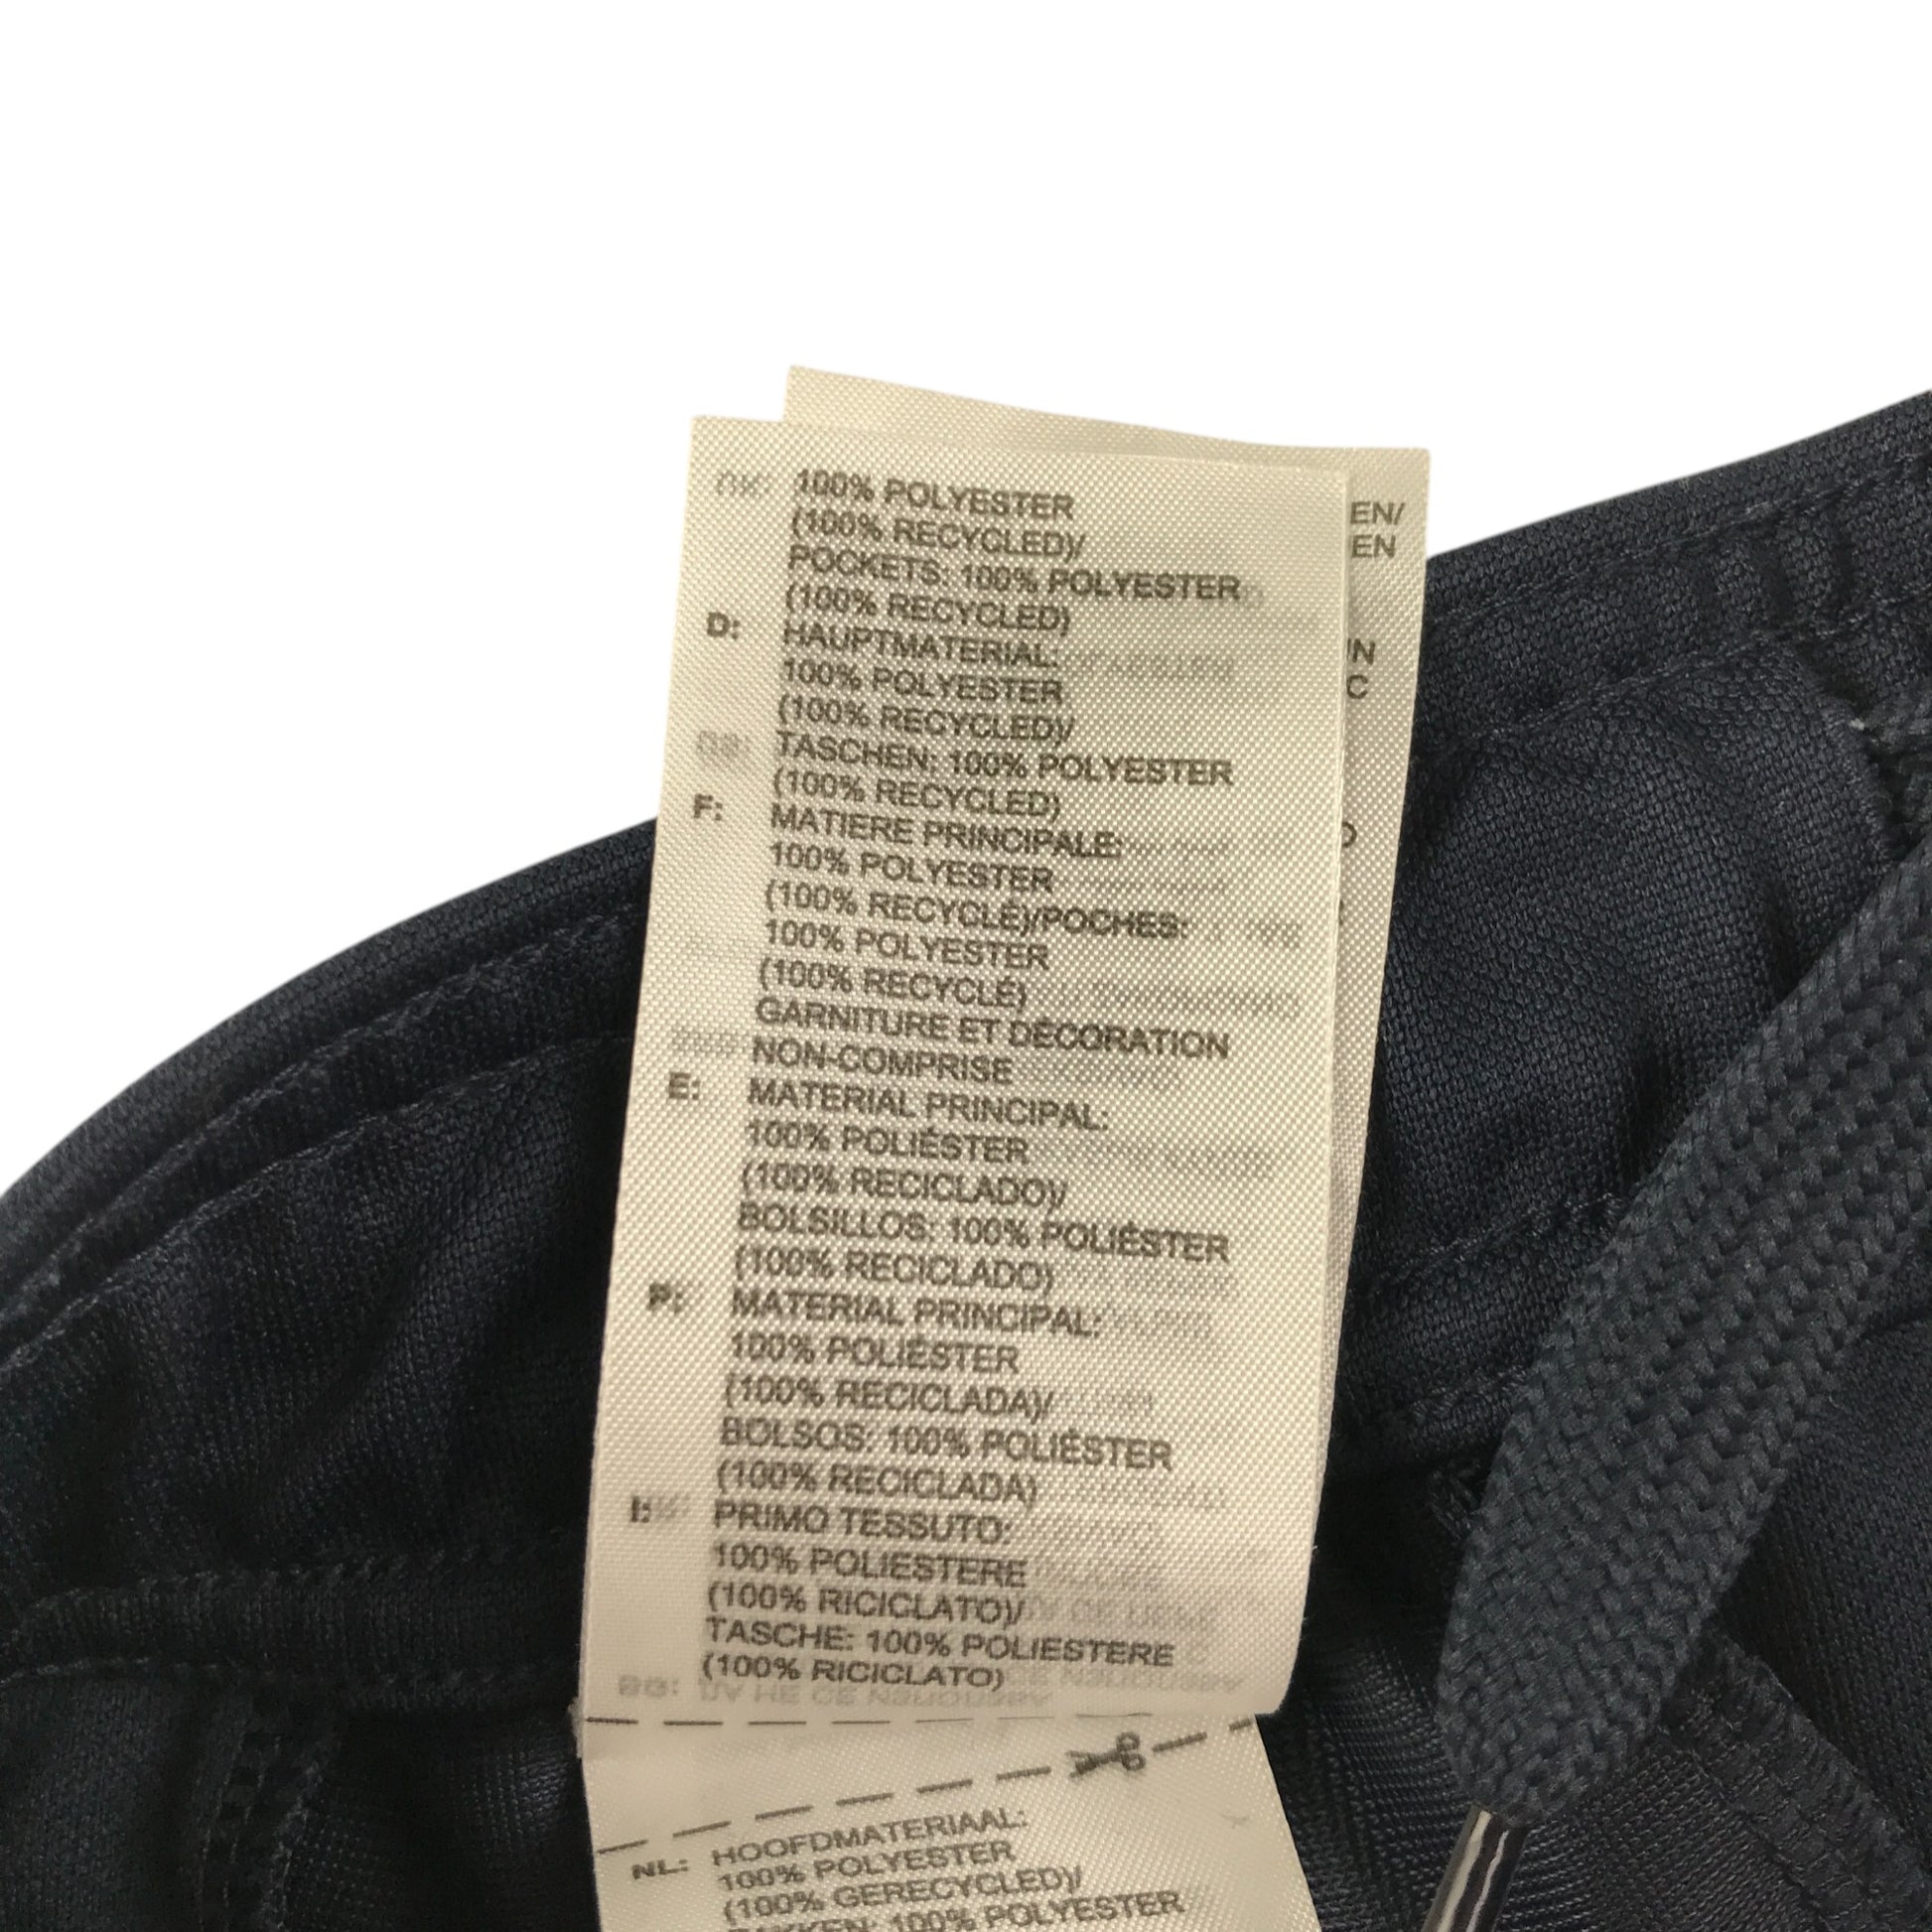 100% POLYESTER
(100% RECYCLED)/
POCKETS: 100% POLYESTER
(100% RECYCLED)
D: HAUPTMATERIAL:
100% POLYESTER
(100% RECYCLED)/
TASCHEN: 100% POLYESTER
(100% RECYCLED)
F: MATIERE PRINCIPALE:
100% POLYESTER
(100% RECYCLÉ)/POCHES:
100% POLYESTER
(100% RECYCLÉ)
GARNITURE ET DÉCORATION
NON-COMPRISE
E: MATERIAL PRINCIPAL:
100% POLIÉSTER
(100% RECICLADO)/
BOLSILLOS: 100% POLIÉSTER
(100% RECICLADO)
P: MATERIAL PRINCIPAL:
100% POLIÉSTER
(100% RECICLADA)/
BOLSOS: 100% POLIÉSTER
(100% RECICLADA)
I: PRIMO TESSUTO:
100% POLIESTERE
(100% RICICLATO)/
TASCHE: 100% POLIESTERE
(100% RICICLATO)
NL: HOOFDMATERIAAL:
100% POLYESTER
(100% GERECYCLED)/
100% POLYESTER
EN/
EN